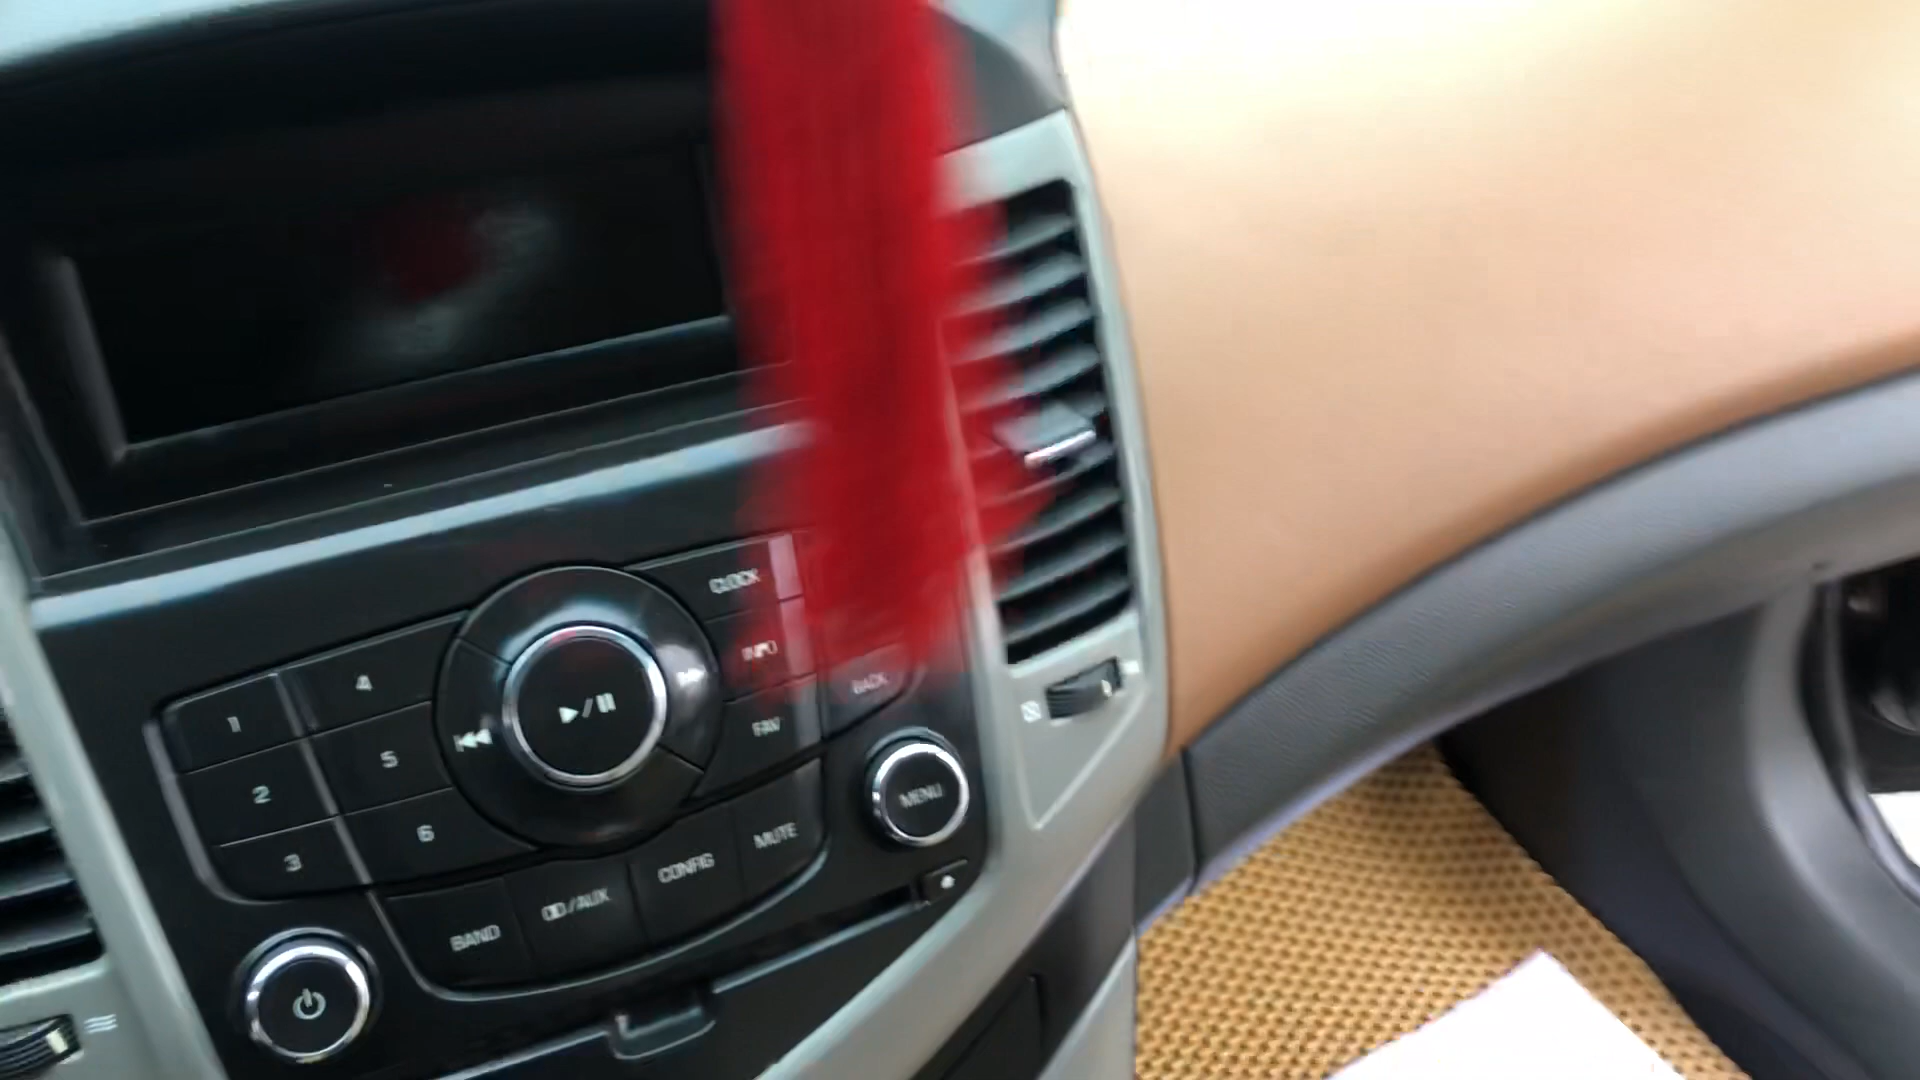 CLOCK
INFO
BACK
FAV
1
4
2
5
3
6
MENU
MUTE
CONFIG
CD/AUX
BAND